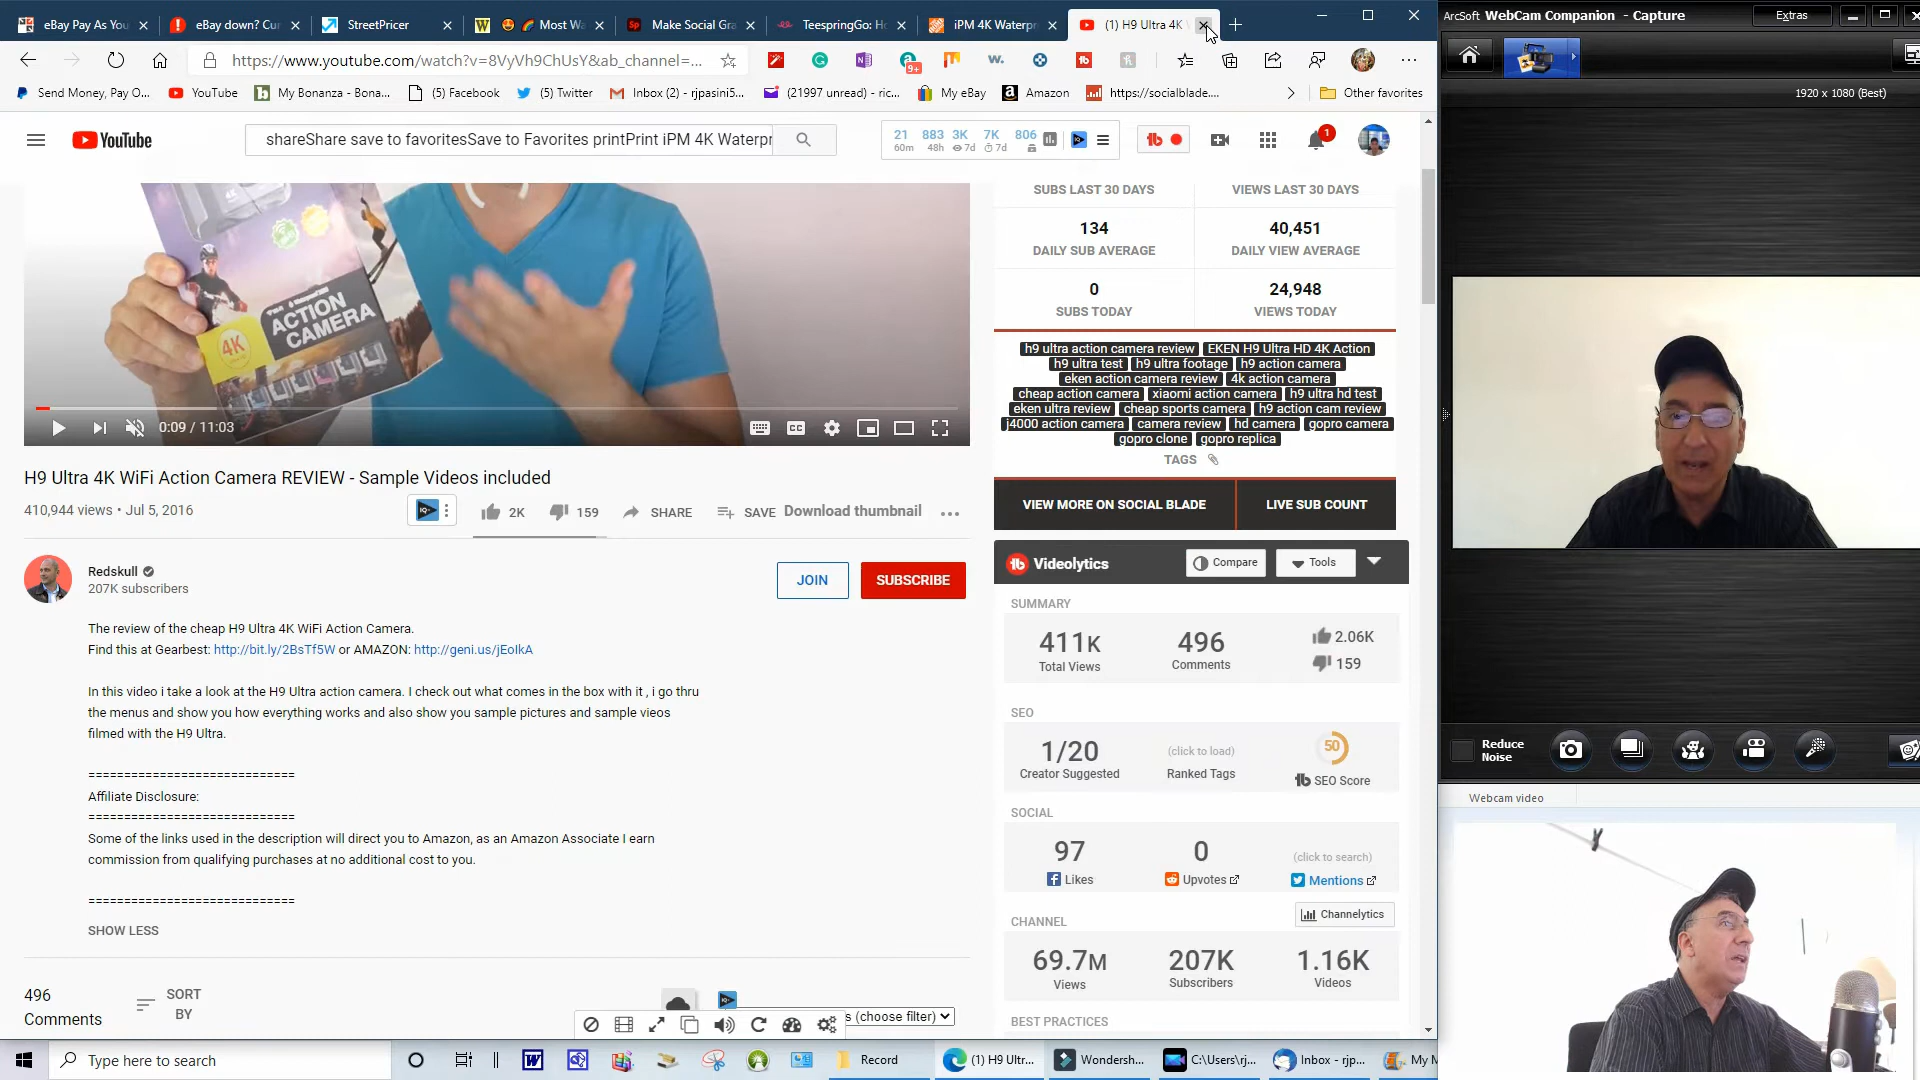 eBay Pay As You
eBay down? Cur
StreetPricer
Most Wa
Make Social Gra
TeespringGo: Ho
iPM 4K Waterpr
(1) H9 Ultra 4K
ArcSoft WebCam Companion - Capture
Extras
https://www.youtube.com/watch?v=8VyVh9ChUsY&ab_channel=...
9+
Send Money, Pay O...
YouTube
My Bonanza - Bona...
(5) Facebook
(5) Twitter
Inbox (2) - rjpasini5...
(21997 unread) - ric...
My eBay
Amazon
https://socialblade....
Other favorites
1920 x 1080 (Best)
YouTube
shareShare save to favoritesSave to Favorites printPrint iPM 4K Waterpr
21 883 3K 7K 806
60m 48h 7d 7d
1
SUBS LAST 30 DAYS
VIEWS LAST 30 DAYS
134
DAILY SUB AVERAGE
40,451
DAILY VIEW AVERAGE
0
SUBS TODAY
24,948
VIEWS TODAY
h9 ultra action camera review EKEN H9 Ultra HD 4K Action
h9 ultra test h9 ultra footage h9 action camera
eken action camera review 4k action camera
cheap action camera xiaomi action camera h9 ultra hd test
eken ultra review cheap sports camera h9 action cam review
j4000 action camera camera review hd camera gopro camera
gopro clone gopro replica
TAGS
VIEW MORE ON SOCIAL BLADE
LIVE SUB COUNT
4K
ACTION
CAMERA
0:09 / 11:03
CC
H9 Ultra 4K WiFi Action Camera REVIEW - Sample Videos included
410,944 views • Jul 5, 2016
IQ
2K
159
SHARE
SAVE
Download thumbnail
Redskull
207K subscribers
JOIN
SUBSCRIBE
The review of the cheap H9 Ultra 4K WiFi Action Camera.
Find this at Gearbest: http://bit.ly/2BsTf5W or AMAZON: http://geni.us/jEoIkA
In this video i take a look at the H9 Ultra action camera. I check out what comes in the box with it , i go thru
the menus and show you how everything works and also show you sample pictures and sample vieos
filmed with the H9 Ultra.
=============================
Affiliate Disclosure:
=============================
Some of the links used in the description will direct you to Amazon, as an Amazon Associate I earn
commission from qualifying purchases at no additional cost to you.
=============================
SHOW LESS
496
Comments
SORT
BY
s (choose filter)
Videolytics
Compare
Tools
SUMMARY
411K
Total Views
496
Comments
2.06K
159
SEO
1/20
Creator Suggested
(click to load)
Ranked Tags
50
SEO Score
SOCIAL
97
Likes
0
Upvotes
(click to search)
Mentions
Channelytics
CHANNEL
69.7M
Views
207K
Subscribers
1.16K
Videos
BEST PRACTICES
Reduce
Noise
Webcam video
Type here to search
Record
(1) H9 Ultr...
Wondersh...
C:\Users\rj...
Inbox - rjp...
My M